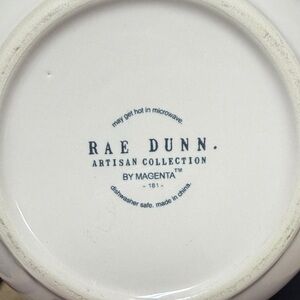 may get hot in microwave.
RAE DUNN.
ARTISAN COLLECTION
BY MAGENTA™
- 181 -
dishwasher safe. made in china.